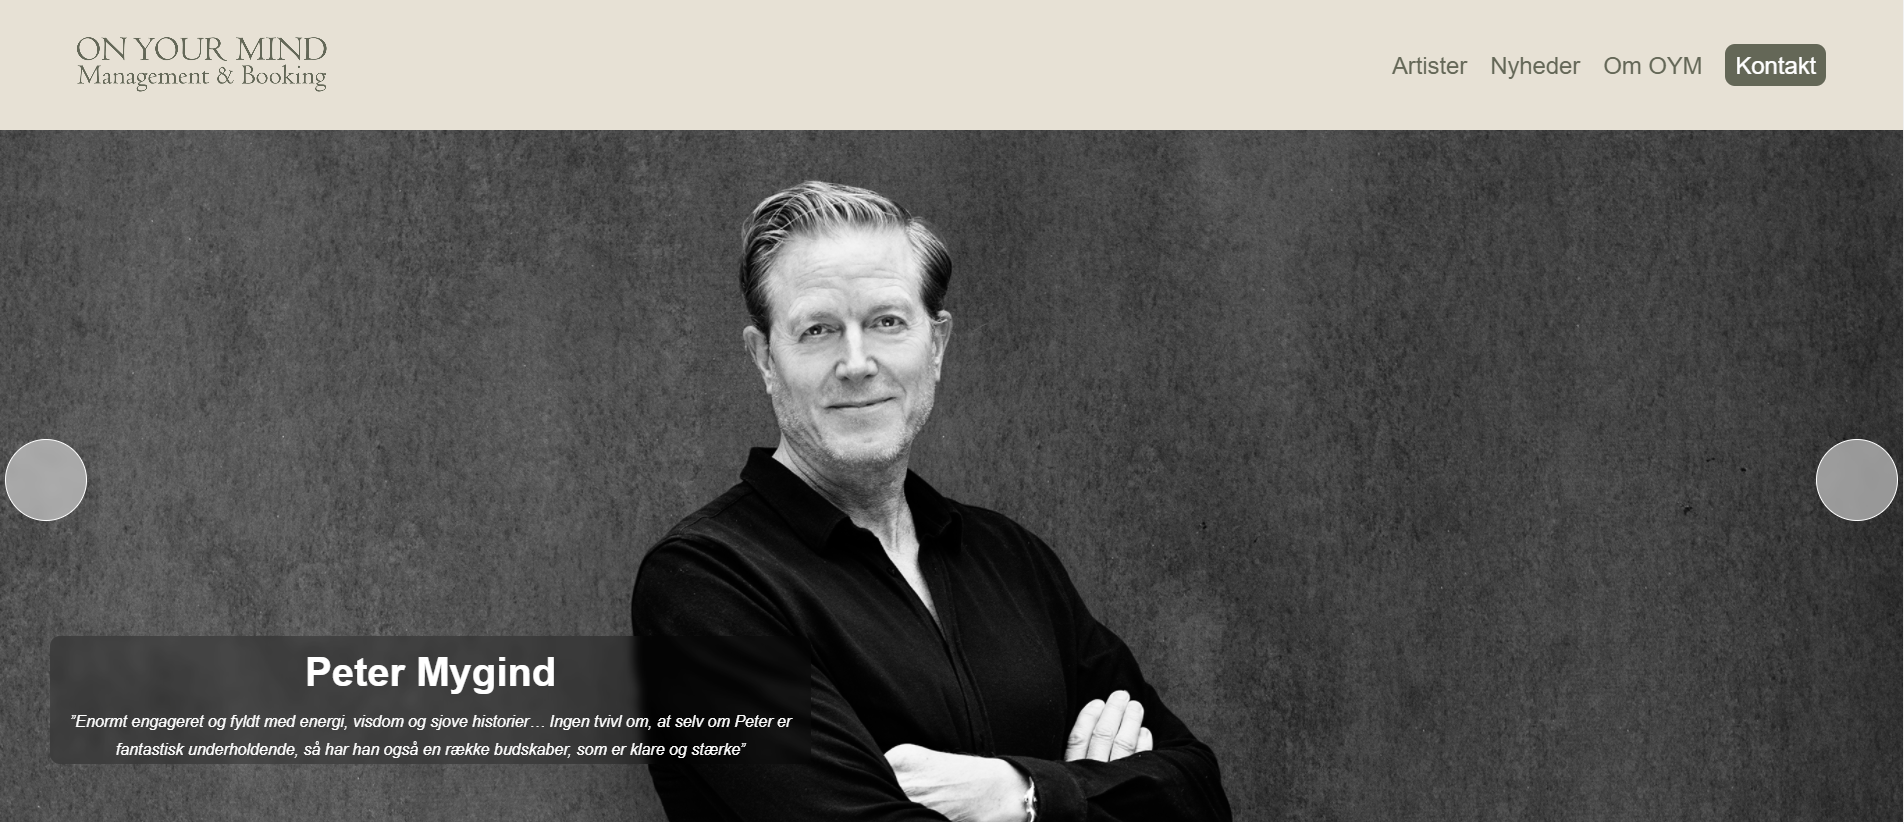 ON YOUR MIND
Management & Booking
Artister Nyheder Om OYM Kontakt
Peter Mygind
”Enormt engageret og fyldt med energi, visdom og sjove historier… Ingen tvivl om, at selv om Peter er
fantastisk underholdende, så har han også en række budskaber, som er klare og stærke”